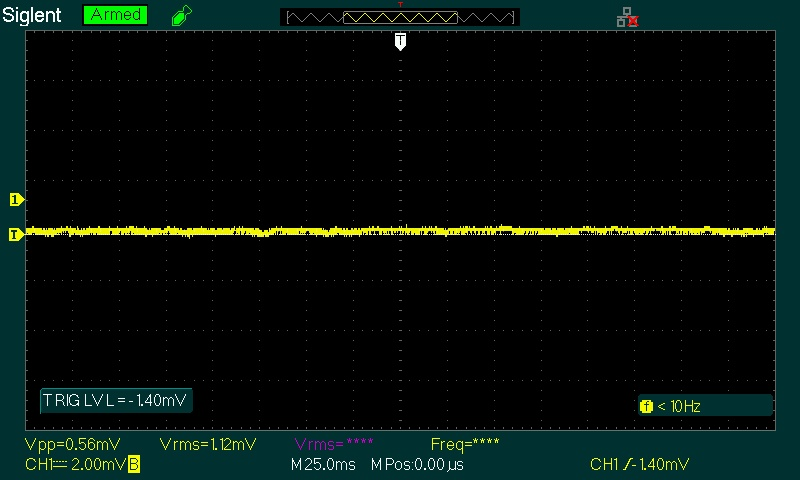 Siglent Armed T
T
1
T
TRIG LVL=-1.40mV
f < 10Hz
Vpp=0.56mV Vrms=1.12mV Vrms=**** Freq=****
CH1 2.00mV B M 25.0ms M Pos:0.00µs CH1 -1.40mV